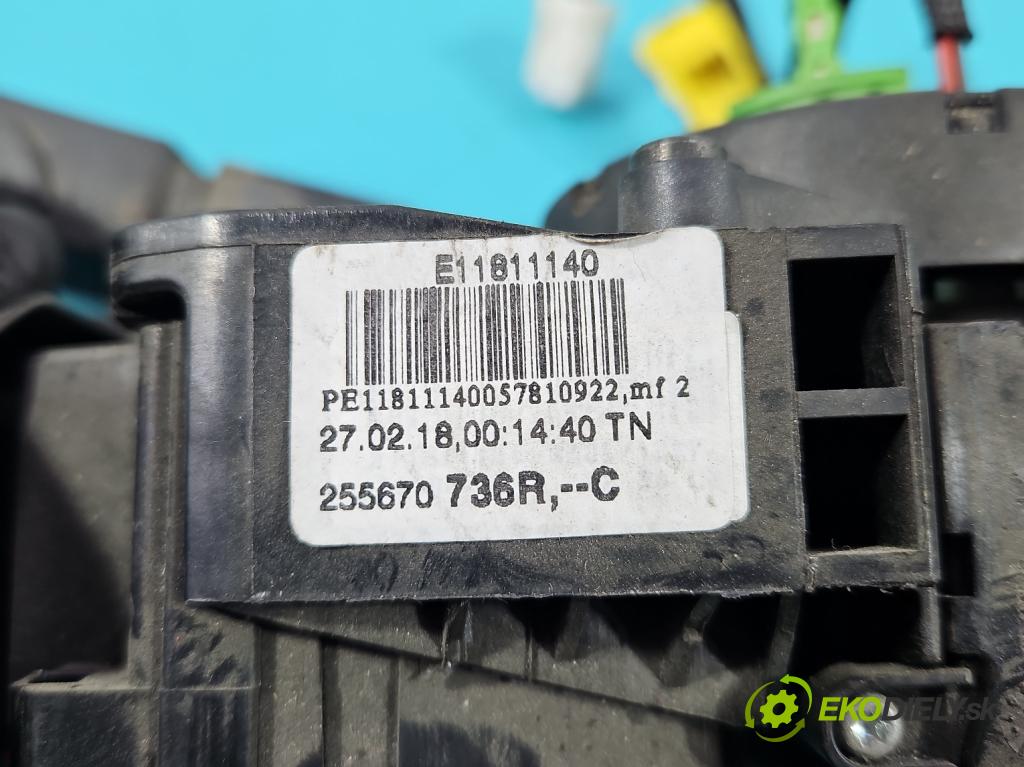 E11811140
PE11811140057810922,mf 2
27.02.18,00:14:40 TN
255670 736R,--C
EKODIELY.sk